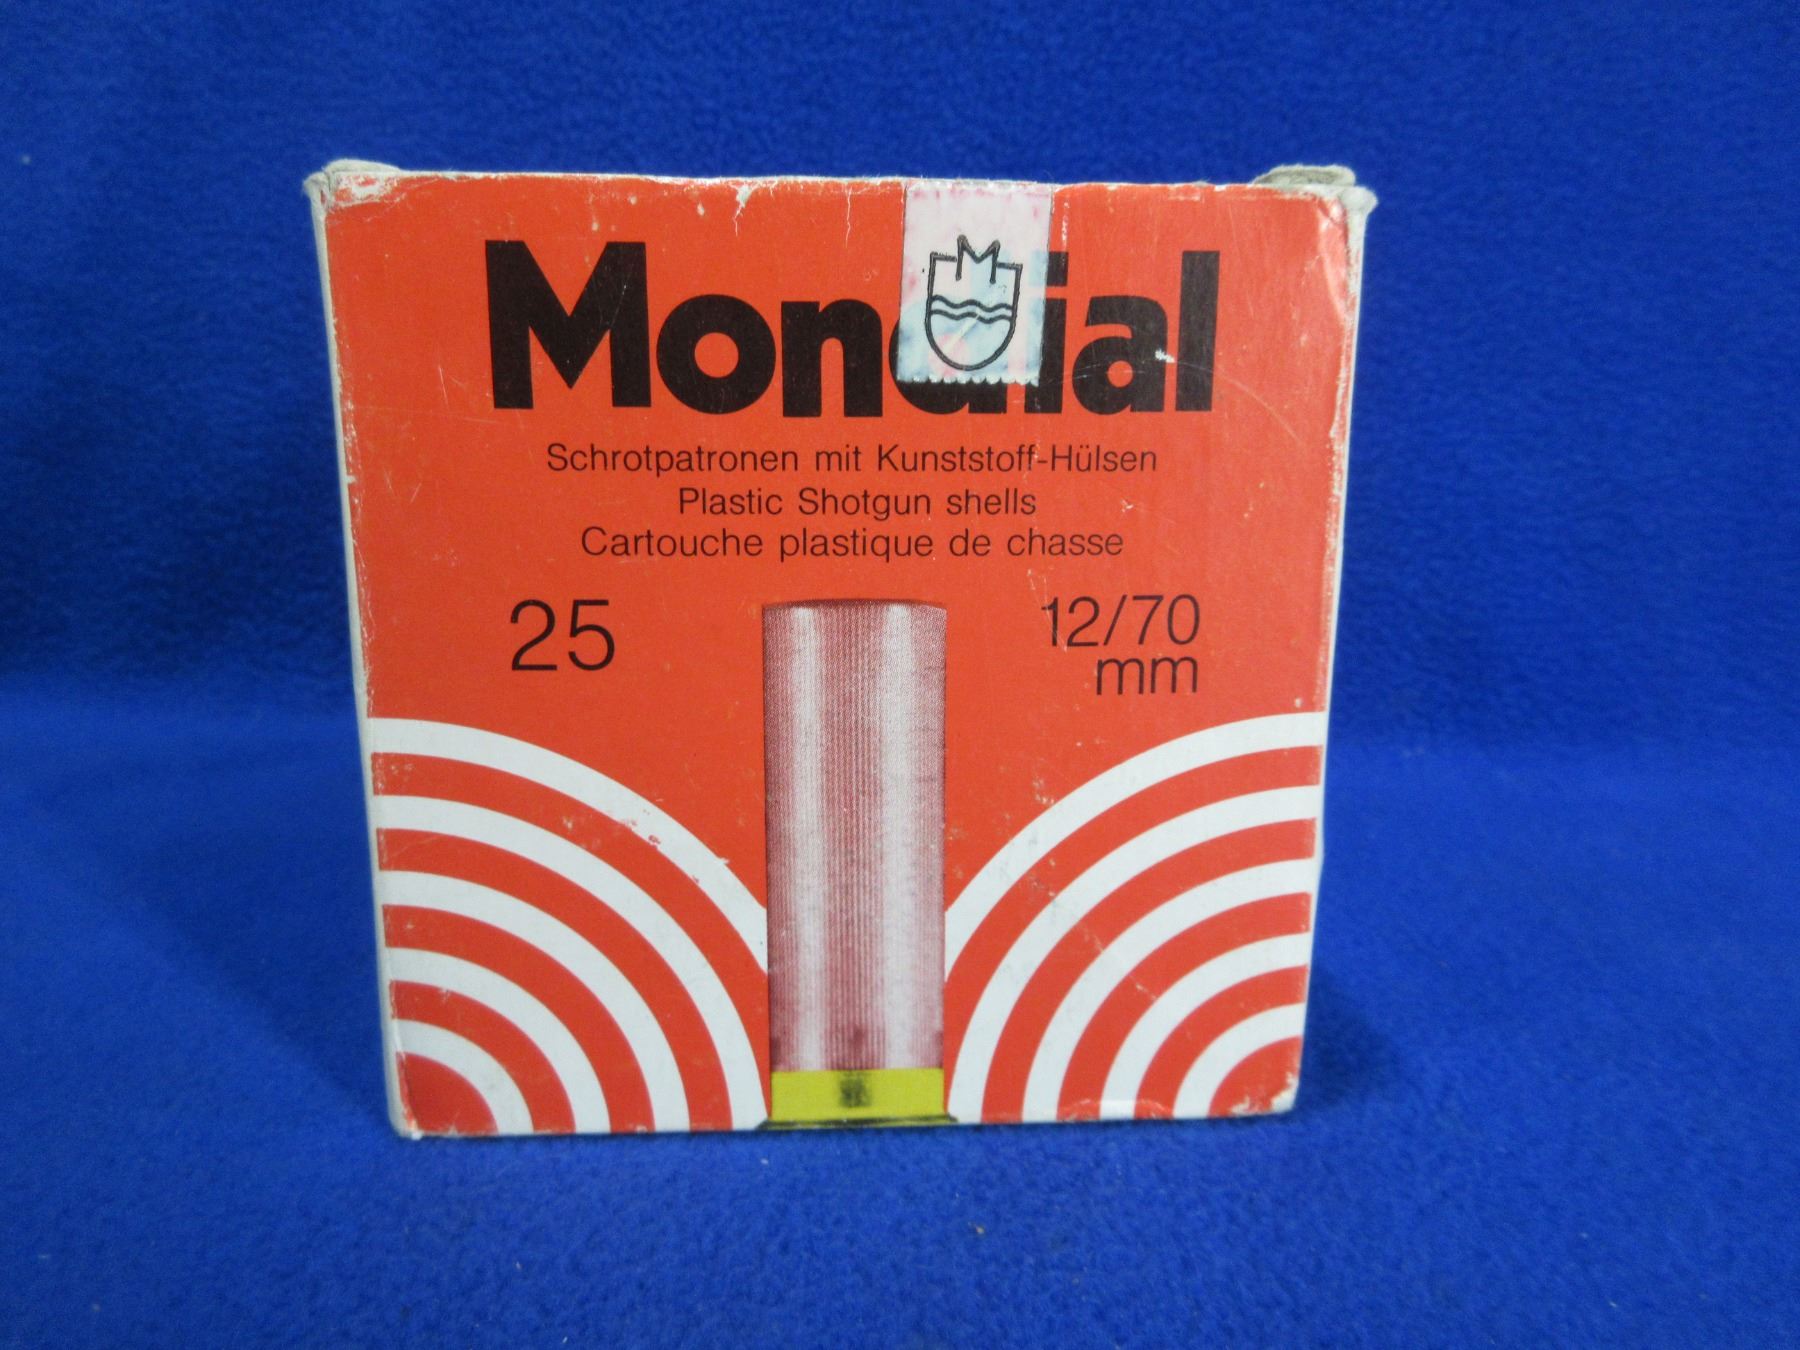 Mondial
Schrotpatronen mit Kunststoff-Hülsen
Plastic Shotgun shells
Cartouche plastique de chasse
25
12/70
mm